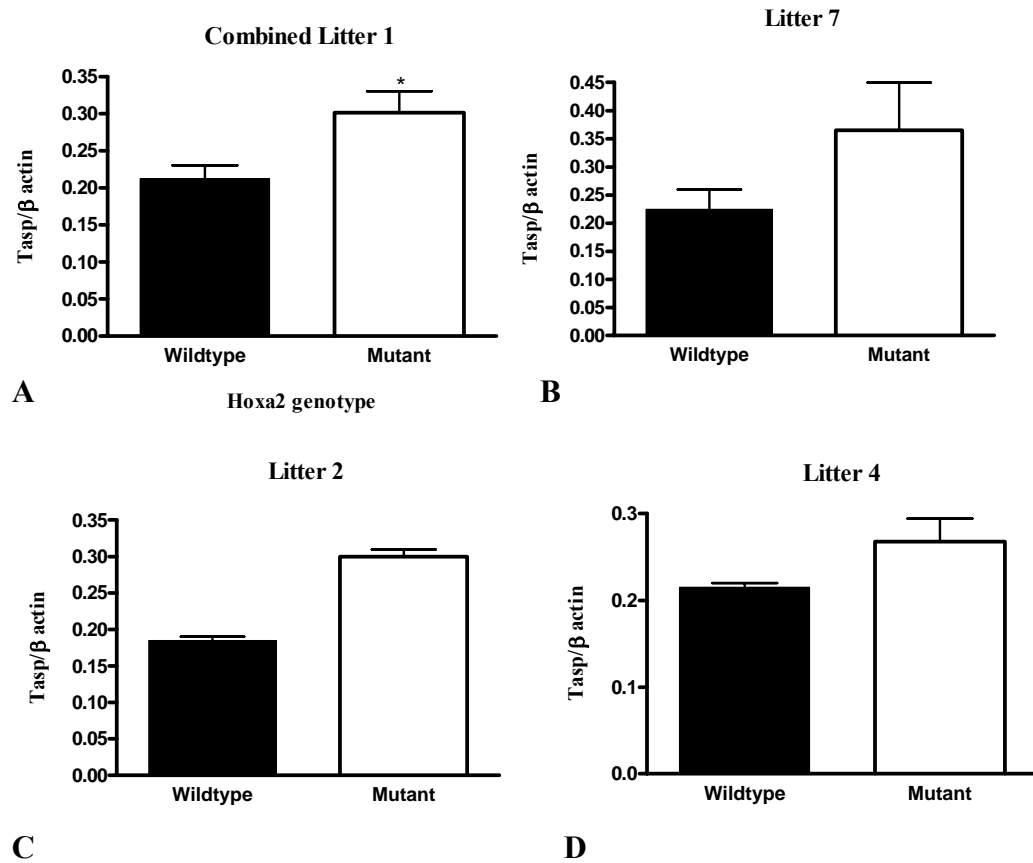 Combined Litter 1
*
0.35
0.30
0.25
0.20
0.15
0.10
0.05
0.00
Tasp/β actin
Wildtype Mutant
A
Hoxa2 genotype
Litter 7
0.45
0.40
0.35
0.30
0.25
0.20
0.15
0.10
0.05
0.00
Tasp/β actin
Wildtype Mutant
B
Litter 2
0.35
0.30
0.25
0.20
0.15
0.10
0.05
0.00
Tasp/β actin
Wildtype Mutant
C
Litter 4
0.3
0.2
0.1
0.0
Tasp/β actin
Wildtype Mutant
D